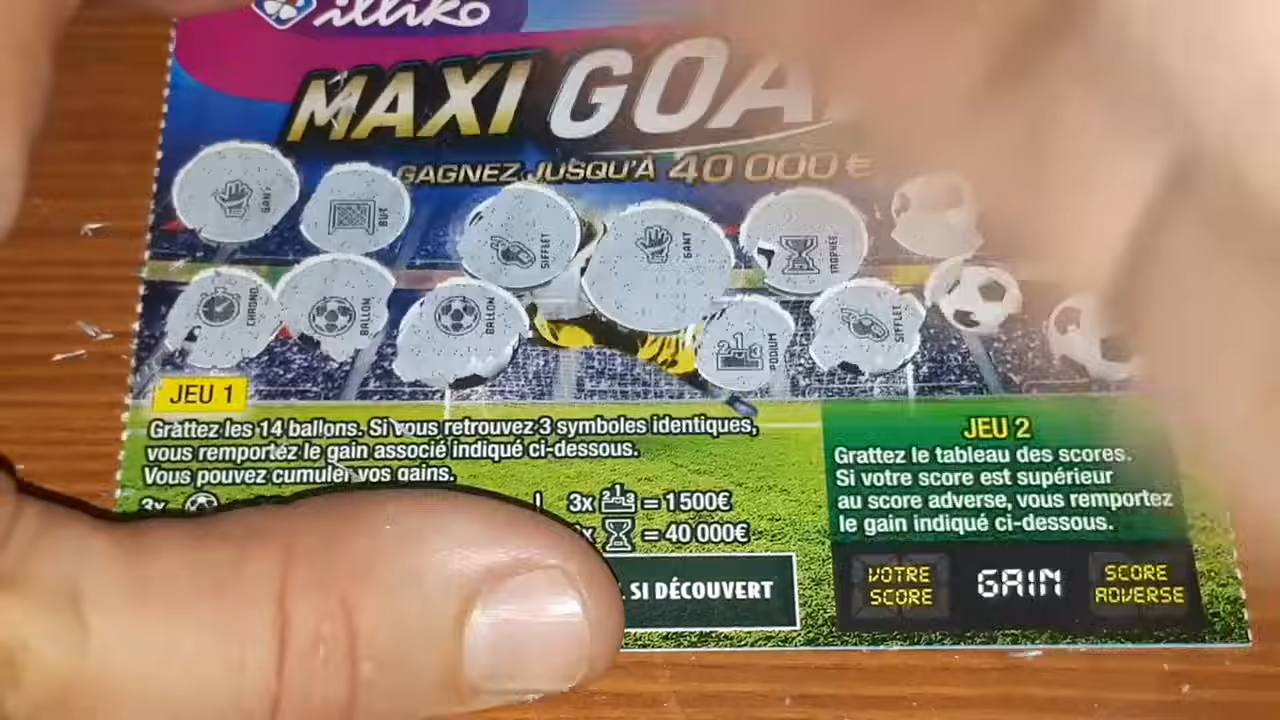 illiko
MAXI GOA
GAGNEZ JUSQU'À 40 000 €
GANT
BUT
SIFFLET
GANT
TROPHÉE
CHRONO
BALLON
BALLON
PODIUM
SIFFLET
JEU 1
Grattez les 14 ballons. Si vous retrouvez 3 symboles identiques,
vous remportez le gain associé indiqué ci-dessous.
Vous pouvez cumuler vos gains.
3x
3x = 1 500€
x = 40 000€
SI DÉCOUVERT
JEU 2
Grattez le tableau des scores.
Si votre score est supérieur
au score adverse, vous remportez
le gain indiqué ci-dessous.
VOTRE
SCORE
GAIN
SCORE
ADVERSE